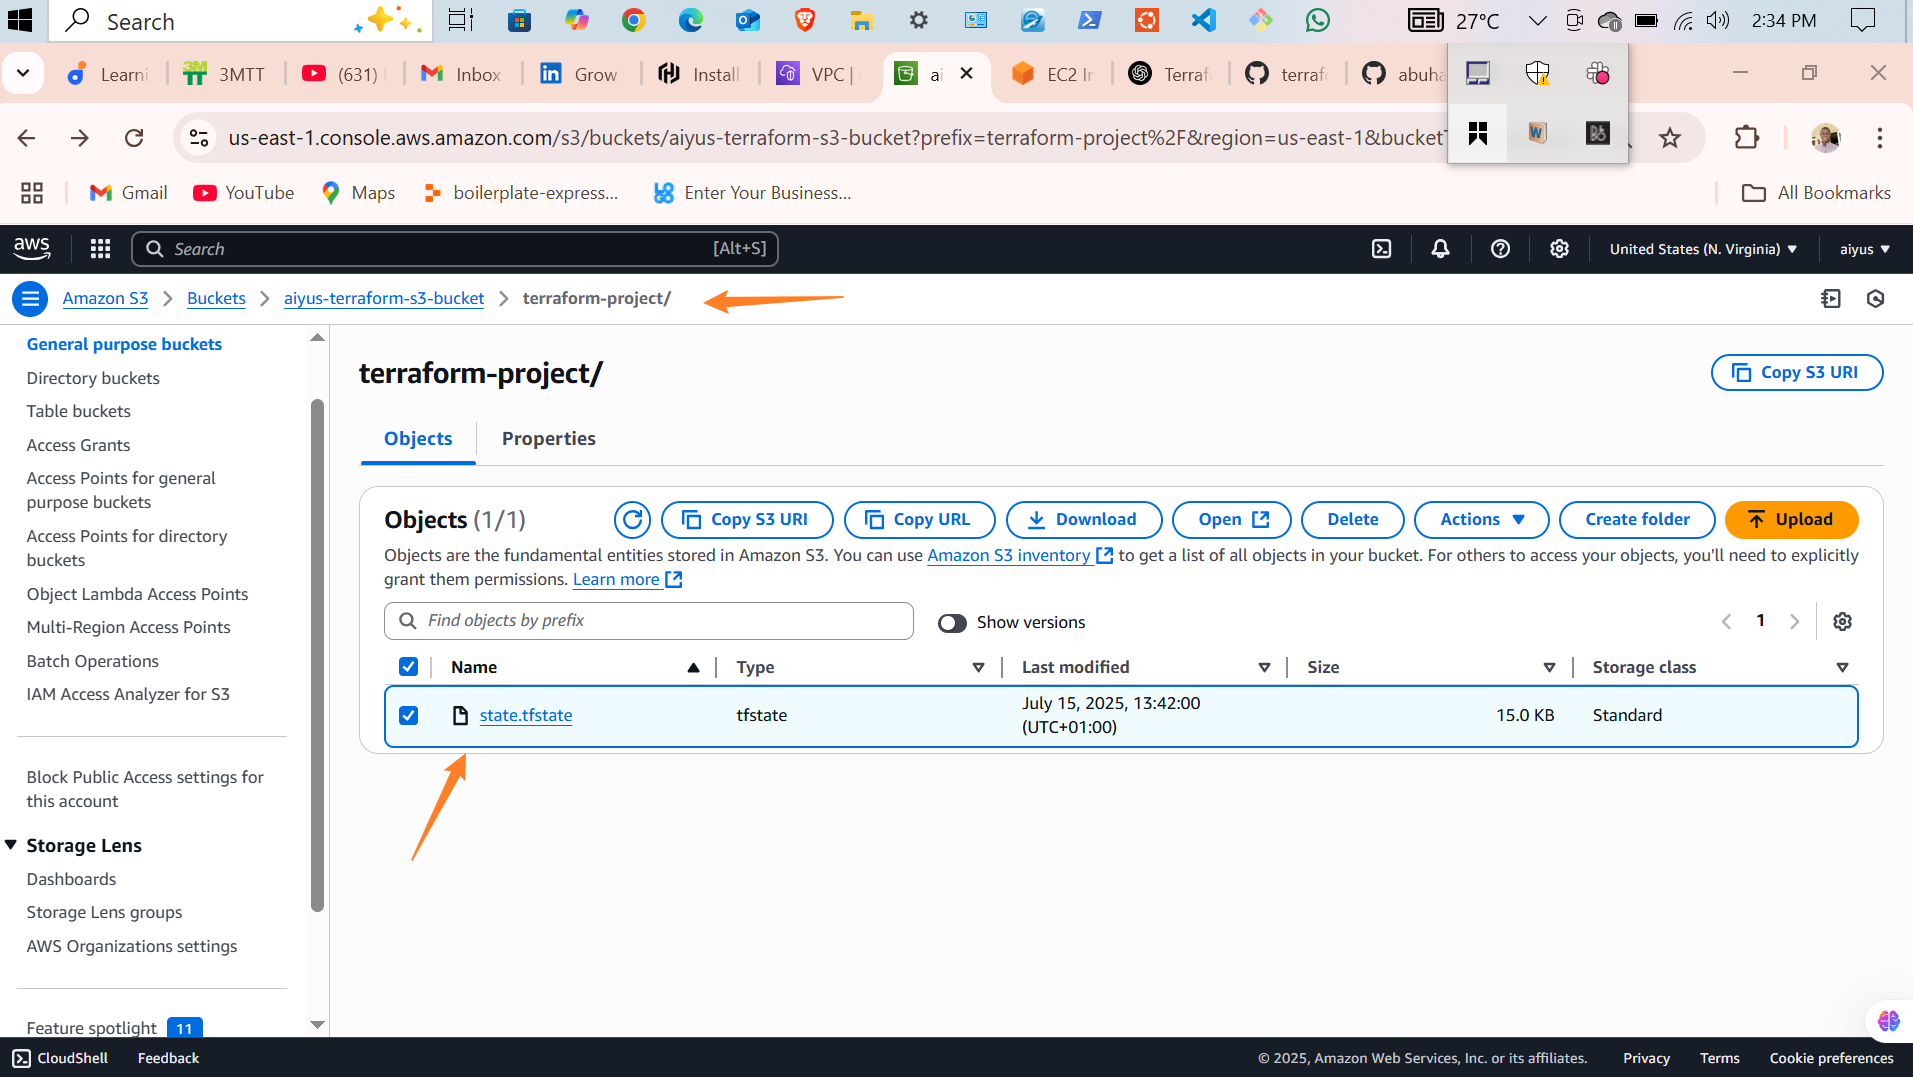 Search
27°C
2:34 PM
Learni
3MTT
(631)
Inbox
Grow
Install
VPC |
ai
EC2 In
Terrafo
terrafo
abuha
us-east-1.console.aws.amazon.com/s3/buckets/aiyus-terraform-s3-bucket?prefix=terraform-project%2F&region=us-east-1&bucketT
Gmail
YouTube
Maps
boilerplate-express...
Enter Your Business...
All Bookmarks
aws
Search
[Alt+S]
United States (N. Virginia)
aiyus
Amazon S3
Buckets
aiyus-terraform-s3-bucket
terraform-project/
General purpose buckets
Directory buckets
Table buckets
Access Grants
Access Points for general
purpose buckets
Access Points for directory
buckets
Object Lambda Access Points
Multi-Region Access Points
Batch Operations
IAM Access Analyzer for S3
Block Public Access settings for
this account
Storage Lens
Dashboards
Storage Lens groups
AWS Organizations settings
Feature spotlight 11
terraform-project/
Copy S3 URI
Objects
Properties
Objects (1/1)
Copy S3 URI
Copy URL
Download
Open
Delete
Actions
Create folder
Upload
Objects are the fundamental entities stored in Amazon S3. You can use Amazon S3 inventory to get a list of all objects in your bucket. For others to access your objects, you'll need to explicitly
grant them permissions. Learn more
Find objects by prefix
Show versions
1
Name
Type
Last modified
Size
Storage class
state.tfstate
tfstate
July 15, 2025, 13:42:00
(UTC+01:00)
15.0 KB
Standard
CloudShell
Feedback
© 2025, Amazon Web Services, Inc. or its affiliates.
Privacy
Terms
Cookie preferences